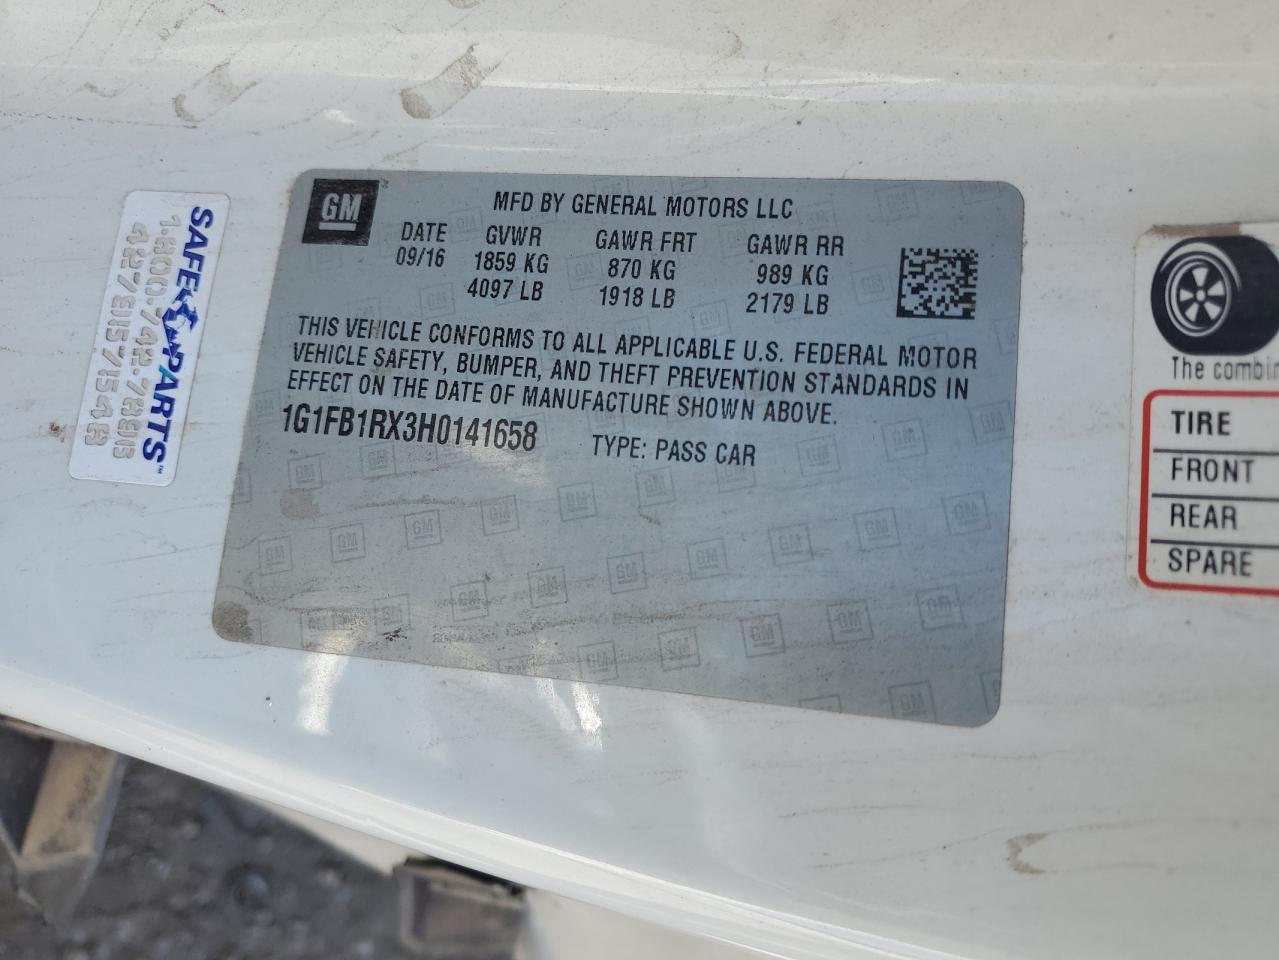 GM
MFD BY GENERAL MOTORS LLC
DATE GVWR GAWR FRT GAWR RR
09/16 1859 KG 870 KG 989 KG
4097 LB 1918 LB 2179 LB
THIS VEHICLE CONFORMS TO ALL APPLICABLE U.S. FEDERAL MOTOR
VEHICLE SAFETY, BUMPER, AND THEFT PREVENTION STANDARDS IN
EFFECT ON THE DATE OF MANUFACTURE SHOWN ABOVE.
1G1FB1RX3H0141658 TYPE: PASS CAR
SAFE PARTS™
1-800-742-7898
The combin
TIRE
FRONT
REAR
SPARE